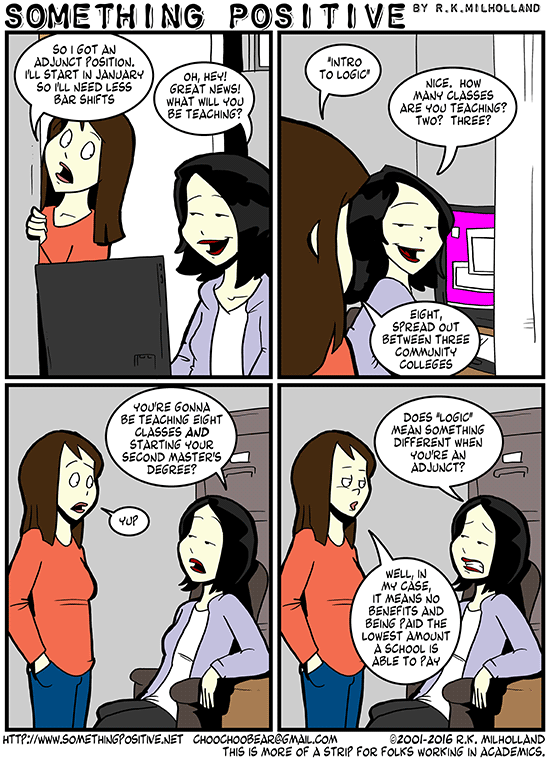 SOMETHING POSITIVE BY R.K.MILHOLLAND
SO I GOT AN
ADJUNCT POSITION.
I'LL START IN JANUARY
SO I'LL NEED LESS
BAR SHIFTS
OH, HEY!
GREAT NEWS!
WHAT WILL YOU
BE TEACHING?
"INTRO
TO LOGIC"
NICE. HOW
MANY CLASSES
ARE YOU TEACHING?
TWO? THREE?
EIGHT,
SPREAD OUT
BETWEEN THREE
COMMUNITY
COLLEGES
YOU'RE GONNA
BE TEACHING EIGHT
CLASSES AND
STARTING YOUR
SECOND MASTER'S
DEGREE?
YUP
DOES "LOGIC"
MEAN SOMETHING
DIFFERENT WHEN
YOU'RE AN
ADJUNCT?
WELL, IN
MY CASE,
IT MEANS NO
BENEFITS AND
BEING PAID THE
LOWEST AMOUNT
A SCHOOL IS
ABLE TO PAY
HTTP://WWW.SOMETHINGPOSITIVE.NET CHOOCHOOBEAR@GMAIL.COM ©2001-2016 R.K. MILHOLLAND
THIS IS MORE OF A STRIP FOR FOLKS WORKING IN ACADEMICS.